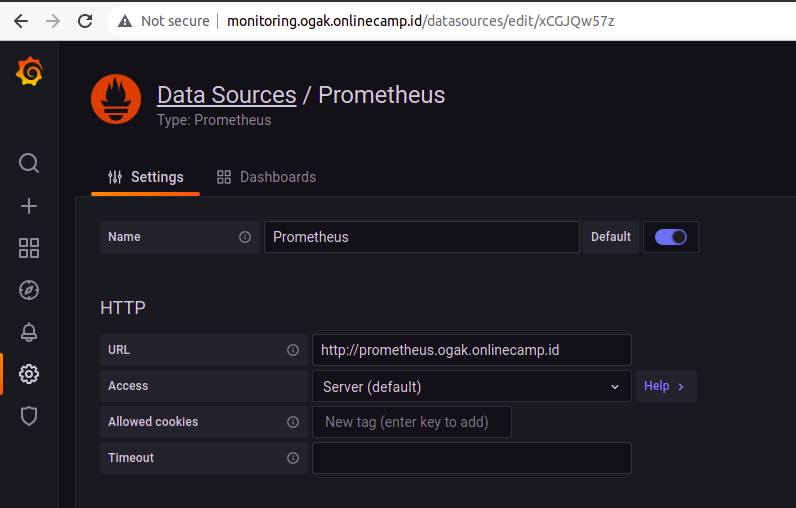 Not secure | monitoring.ogak.onlinecamp.id/datasources/edit/xCGJQw57z
Data Sources / Prometheus
Type: Prometheus
Settings Dashboards
Name Prometheus Default
HTTP
URL http://prometheus.ogak.onlinecamp.id
Access Server (default) Help >
Allowed cookies New tag (enter key to add)
Timeout